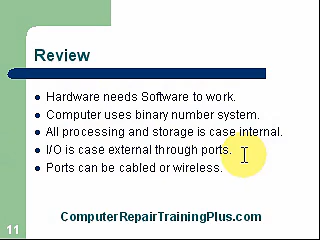 Review
Hardware needs Software to work.
Computer uses binary number system.
All processing and storage is case internal.
I/O is case external through ports.
Ports can be cabled or wireless.
ComputerRepairTrainingPlus.com
11